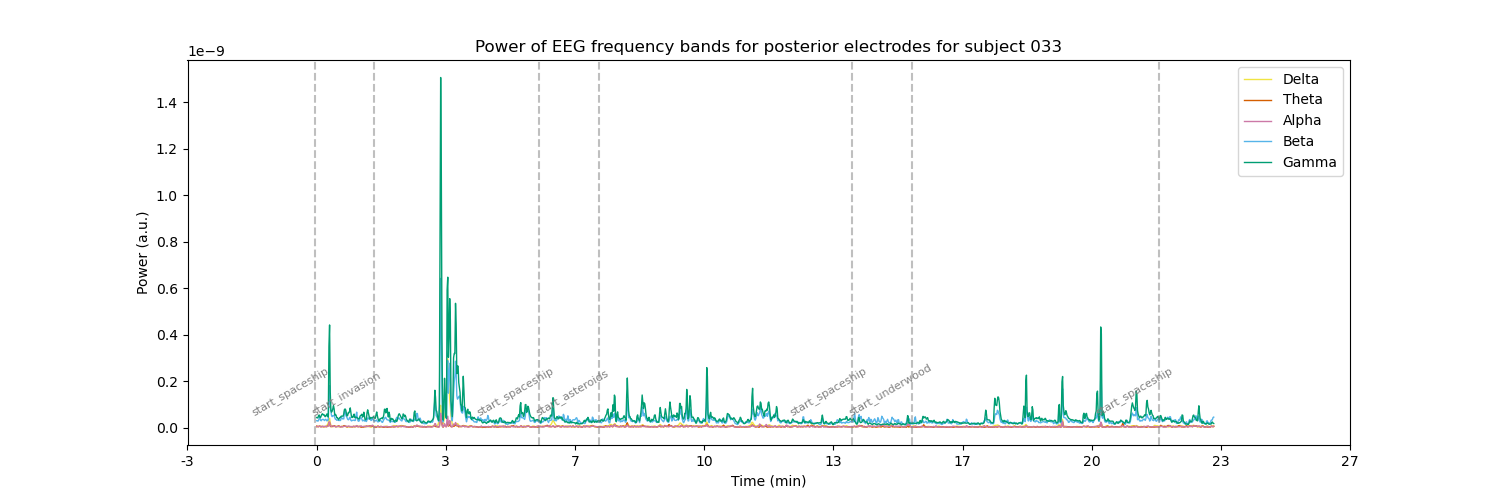 Power of EEG frequency bands for posterior electrodes for subject 033
1e−9
Delta
Theta
Alpha
Beta
Gamma
1.4
1.2
1.0
0.8
0.6
0.4
0.2
0.0
Power (a.u.)
start_spaceship
start_invasion
start_spaceship
start_asteroids
start_spaceship
start_underwood
start_spaceship
-3
0
3
7
10
13
17
20
23
27
Time (min)